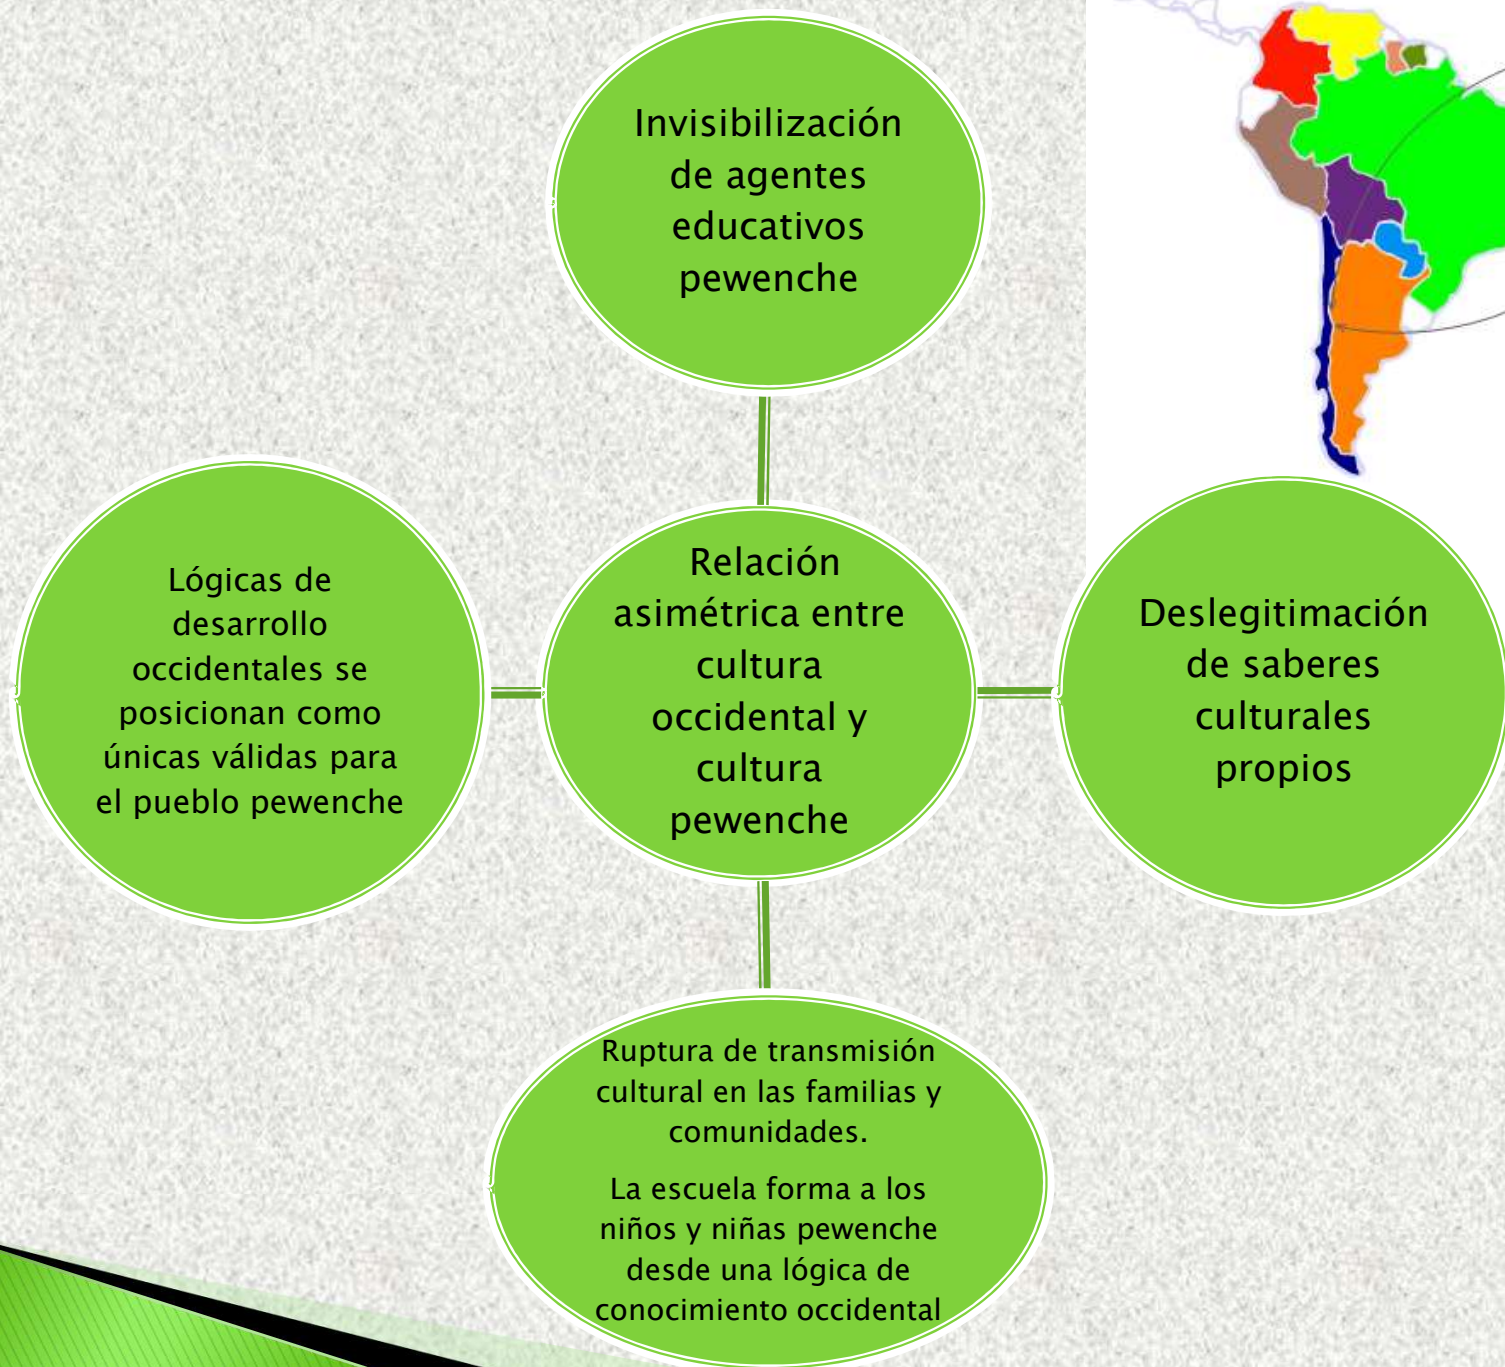 Invisibilización
de agentes
educativos
pewenche
Lógicas de
desarrollo
occidentales se
posicionan como
únicas válidas para
el pueblo pewenche
Relación
asimétrica entre
cultura
occidental y
cultura
pewenche
Deslegitimación
de saberes
culturales
propios
Ruptura de transmisión
cultural en las familias y
comunidades.
La escuela forma a los
niños y niñas pewenche
desde una lógica de
conocimiento occidental